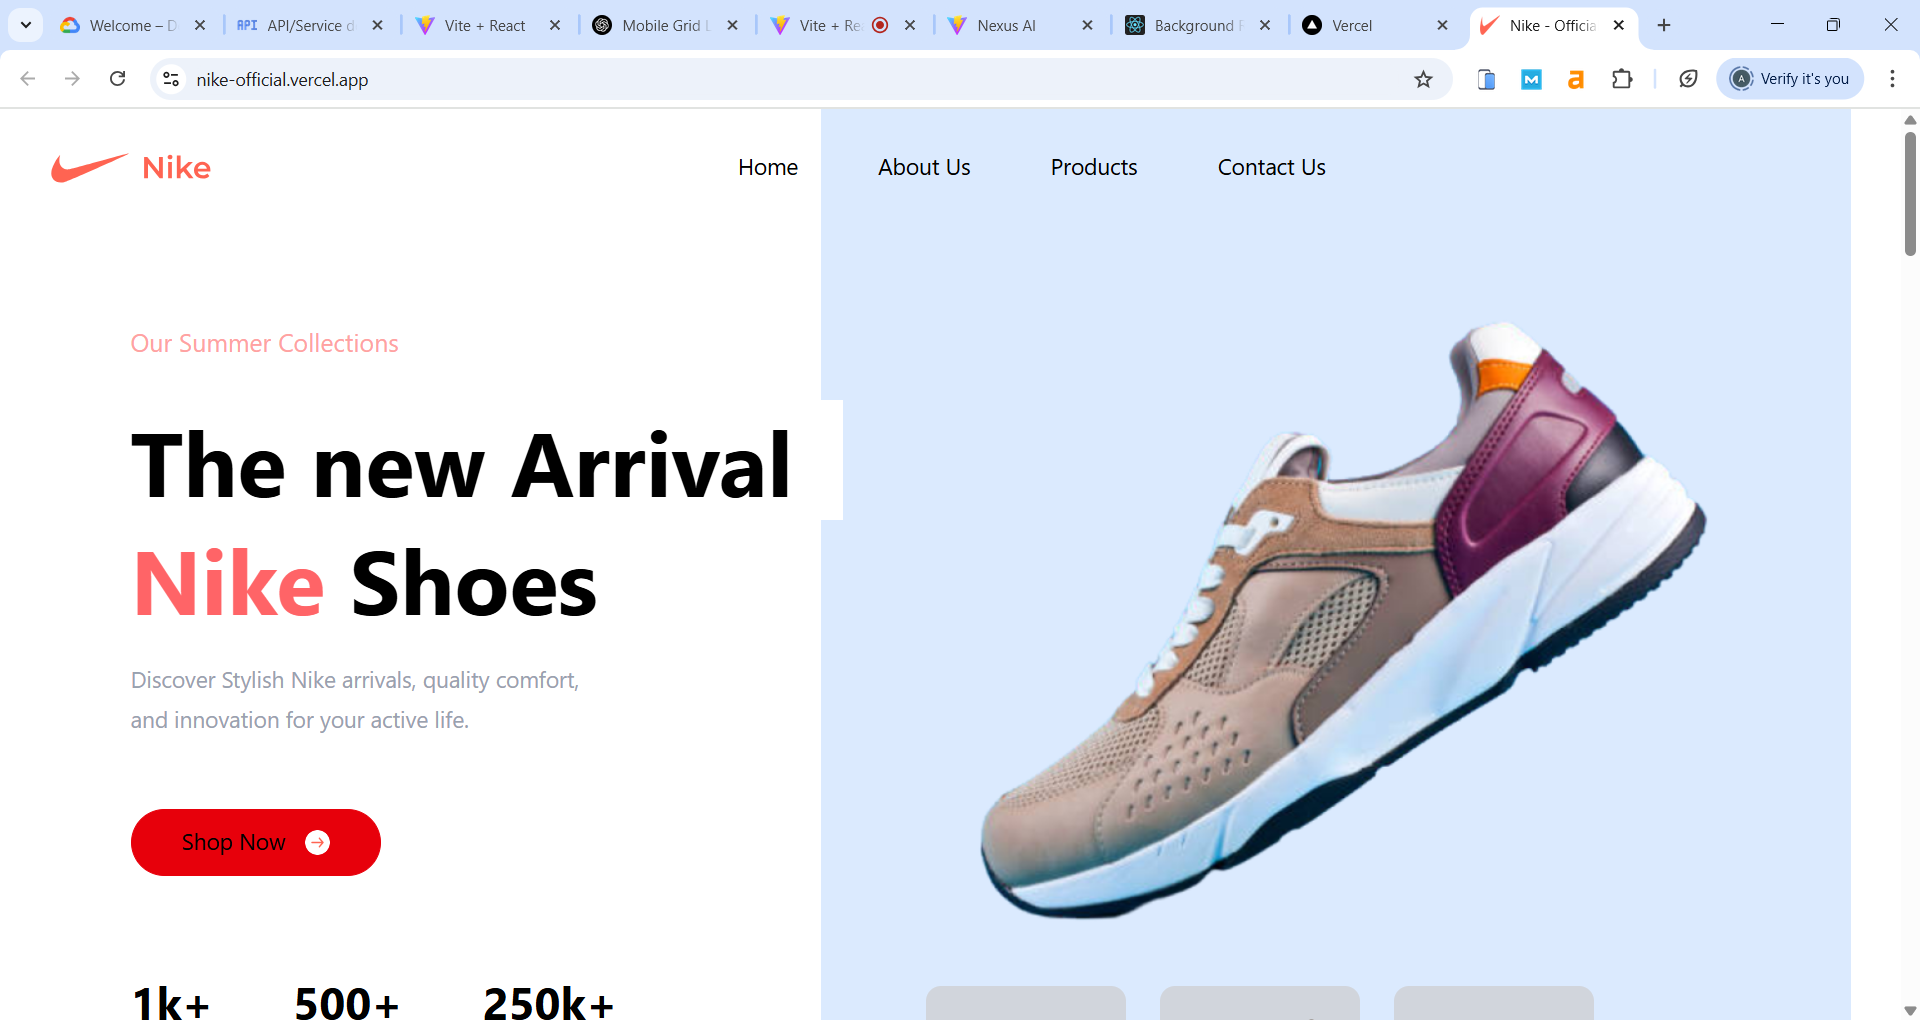 Welcome – D
API API/Service d
Vite + React
Mobile Grid L
Vite + Re
Nexus AI
Background R
Vercel
Nike - Officia
nike-official.vercel.app
M
a
A Verify it's you
Nike
Home About Us Products Contact Us
Our Summer Collections
The new Arrival
Nike Shoes
Discover Stylish Nike arrivals, quality comfort,
and innovation for your active life.
Shop Now
1k+ 500+ 250k+